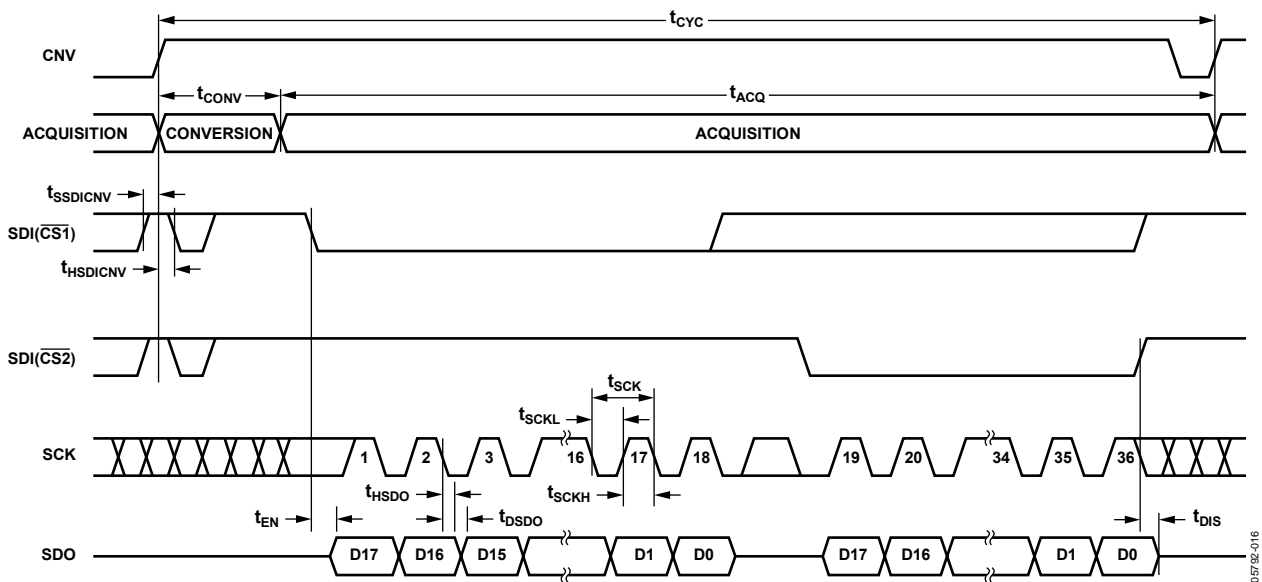 tCYC
CNV
tCONV
tACQ
ACQUISITION CONVERSION ACQUISITION
tSSDICNV
SDI(CS1)
tHSDICNV
SDI(CS2)
tSCK
tSCKL
SCK 1 2 3 16 17 18 19 20 34 35 36
tHSDO
tSCKH
tEN
tDSDO
tDIS
SDO D17 D16 D15 D1 D0 D17 D16 D1 D0
05792-016